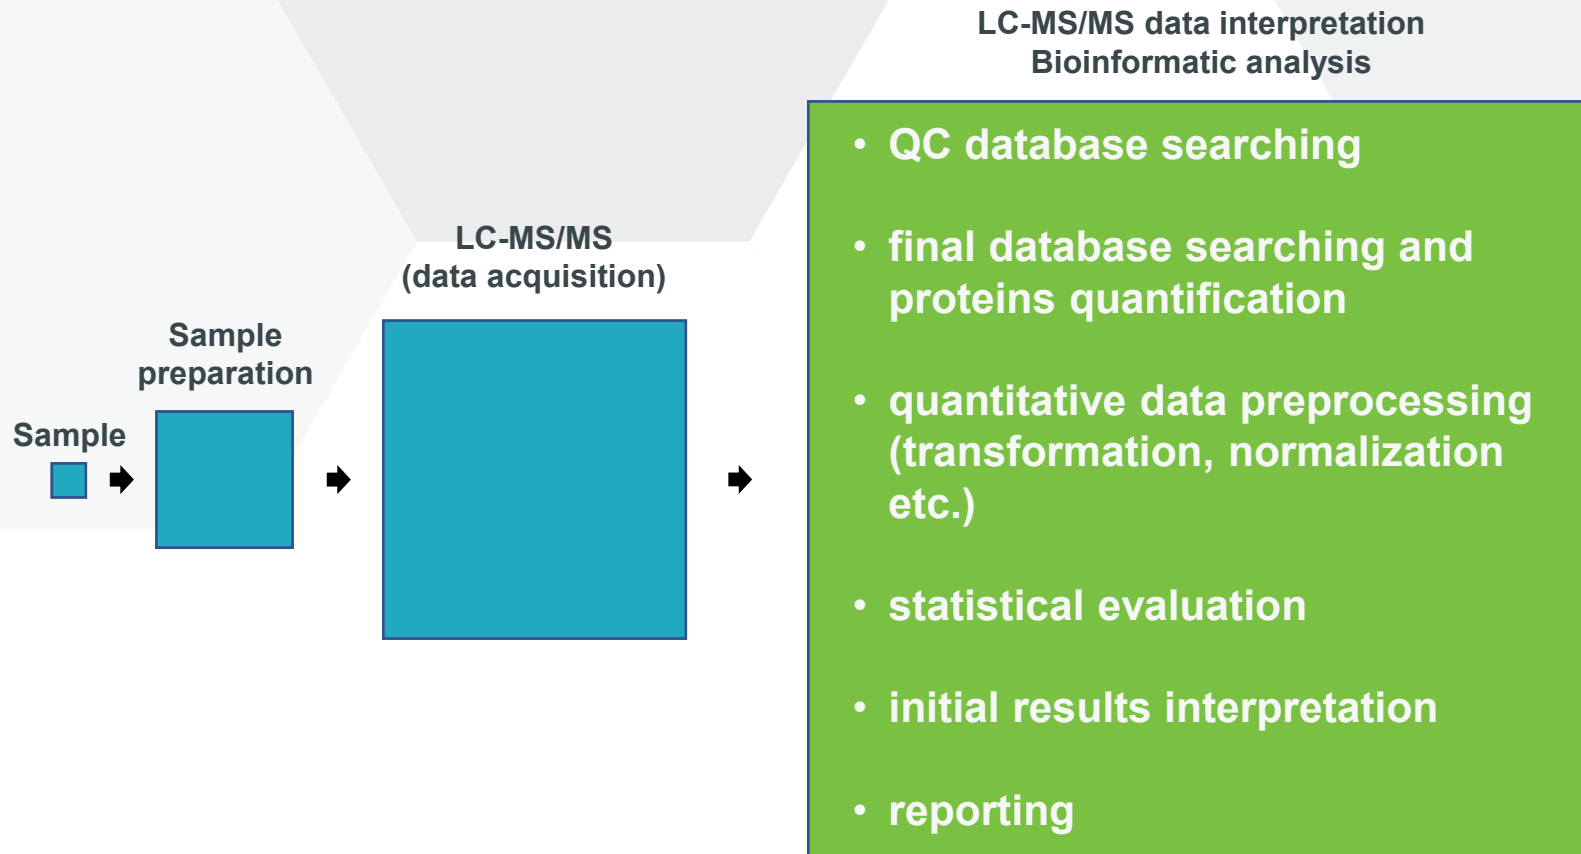 Sample
Sample
preparation
LC-MS/MS
(data acquisition)
LC-MS/MS data interpretation
Bioinformatic analysis
• QC database searching
• final database searching and
proteins quantification
• quantitative data preprocessing
(transformation, normalization
etc.)
• statistical evaluation
• initial results interpretation
• reporting